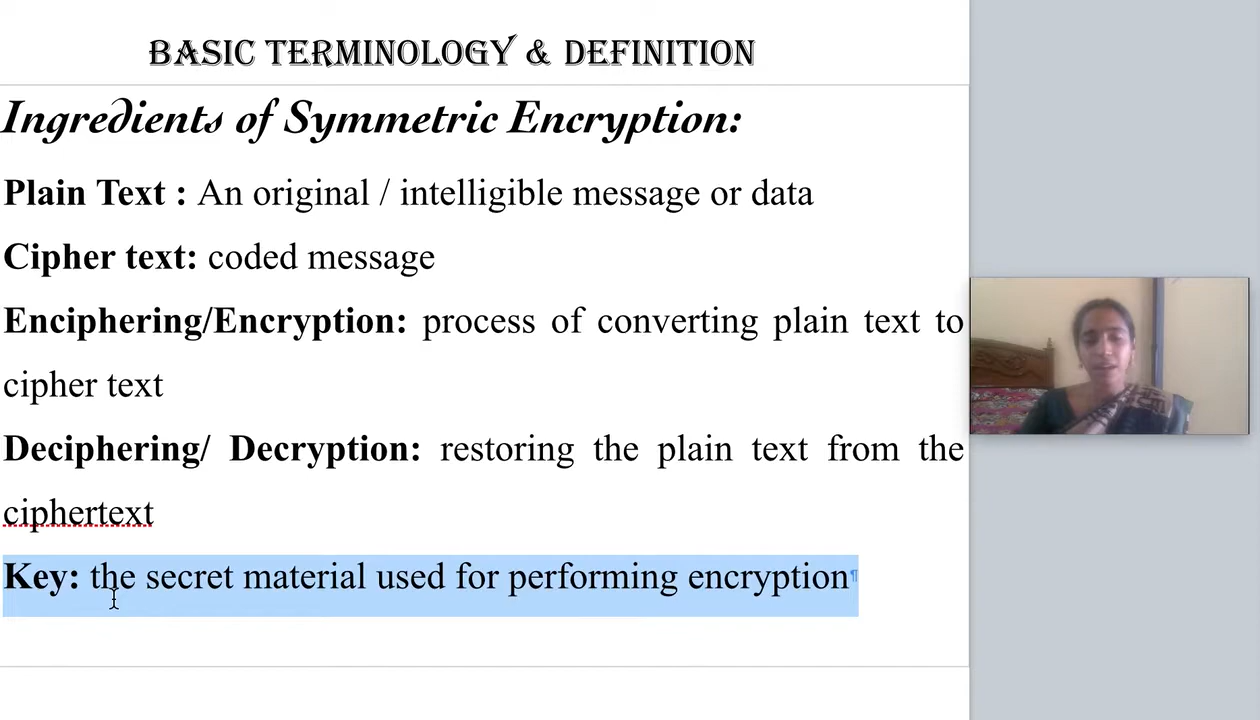 BASIC TERMINOLOGY & DEFINITION
Ingredients of Symmetric Encryption:
Plain Text : An original / intelligible message or data
Cipher text: coded message
Enciphering/Encryption: process of converting plain text to
cipher text
Deciphering/ Decryption: restoring the plain text from the
ciphertext
Key: the secret material used for performing encryption¶